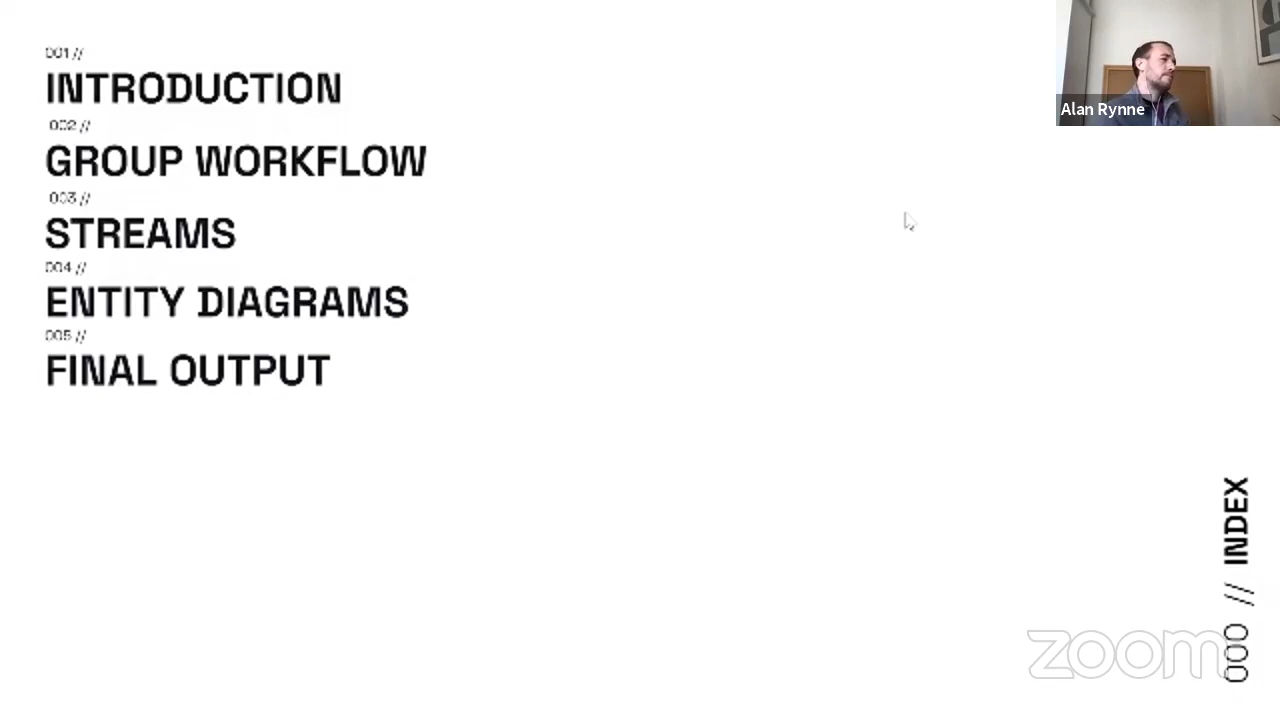 001 //
INTRODUCTION
002 //
GROUP WORKFLOW
003 //
STREAMS
004 //
ENTITY DIAGRAMS
005 //
FINAL OUTPUT
Alan Rynne
000 // INDEX
zoom